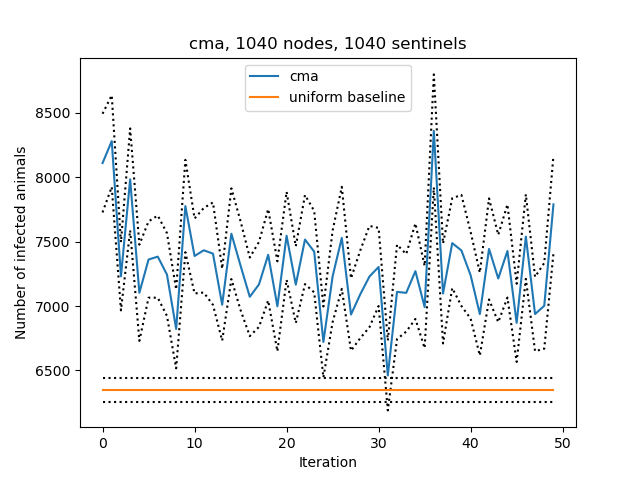 cma, 1040 nodes, 1040 sentinels
cma
uniform baseline
Number of infected animals
8500
8000
7500
7000
6500
0 10 20 30 40 50
Iteration